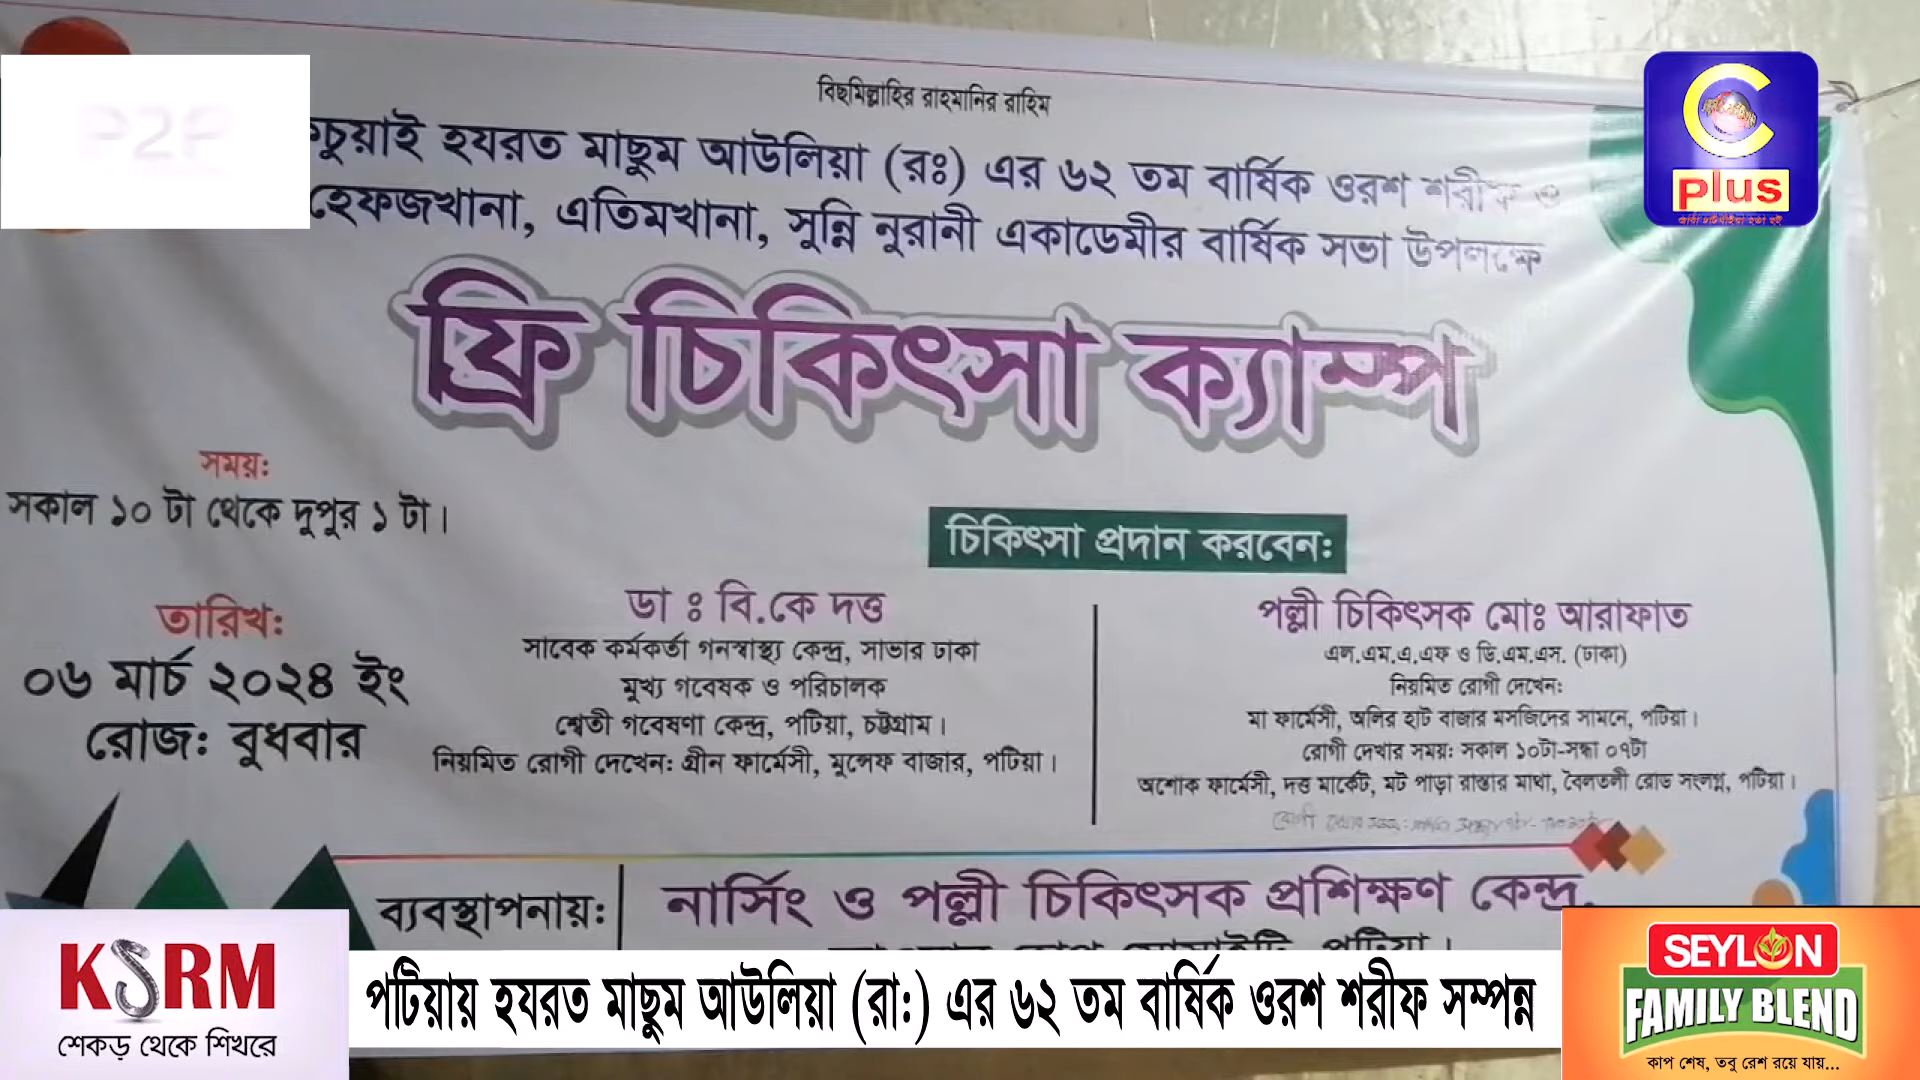 বিছমিল্লাহির রাহমানির রাহিম
P2P
চুয়াই হযরত মাছুম আউলিয়া (রঃ) এর ৬২ তম বার্ষিক ওরশ শরীফ ও
হেফজখানা, এতিমখানা, সুন্নি নুরানী একাডেমীর বার্ষিক সভা উপলক্ষে
C
plus
ফ্রি চিকিৎসা ক্যাম্প
সময়:
সকাল ১০ টা থেকে দুপুর ১ টা।
তারিখ:
০৬ মার্চ ২০২৪ ইং
রোজ: বুধবার
চিকিৎসা প্রদান করবেন:
ডা ঃ বি.কে দত্ত
সাবেক কর্মকর্তা গনস্বাস্থ্য কেন্দ্র, সাভার ঢাকা
মুখ্য গবেষক ও পরিচালক
শ্বেতী গবেষণা কেন্দ্র, পটিয়া, চট্টগ্রাম।
নিয়মিত রোগী দেখেন: গ্রীন ফার্মেসী, মুন্সেফ বাজার, পটিয়া।
পল্লী চিকিৎসক মোঃ আরাফাত
এল.এম.এ.এফ ও ডি.এম.এস. (ঢাকা)
নিয়মিত রোগী দেখেন:
মা ফার্মেসী, অলির হাট বাজার মসজিদের সামনে, পটিয়া।
রোগী দেখার সময়: সকাল ১০টা-সন্ধা ০৭টা
অশোক ফার্মেসী, দত্ত মার্কেট, মট পাড়া রাস্তার মাথা, বৈলতলী রোড সংলগ্ন, পটিয়া।
ব্যবস্থাপনায়:
নার্সিং ও পল্লী চিকিৎসক প্রশিক্ষণ কেন্দ্র,
পটিয়া।
KSRM
শেকড় থেকে শিখরে
পটিয়ায় হযরত মাছুম আউলিয়া (রা:) এর ৬২ তম বার্ষিক ওরশ শরীফ সম্পন্ন
SEYLON
FAMILY BLEND
কাপ শেষ, তবু রেশ রয়ে যায়...